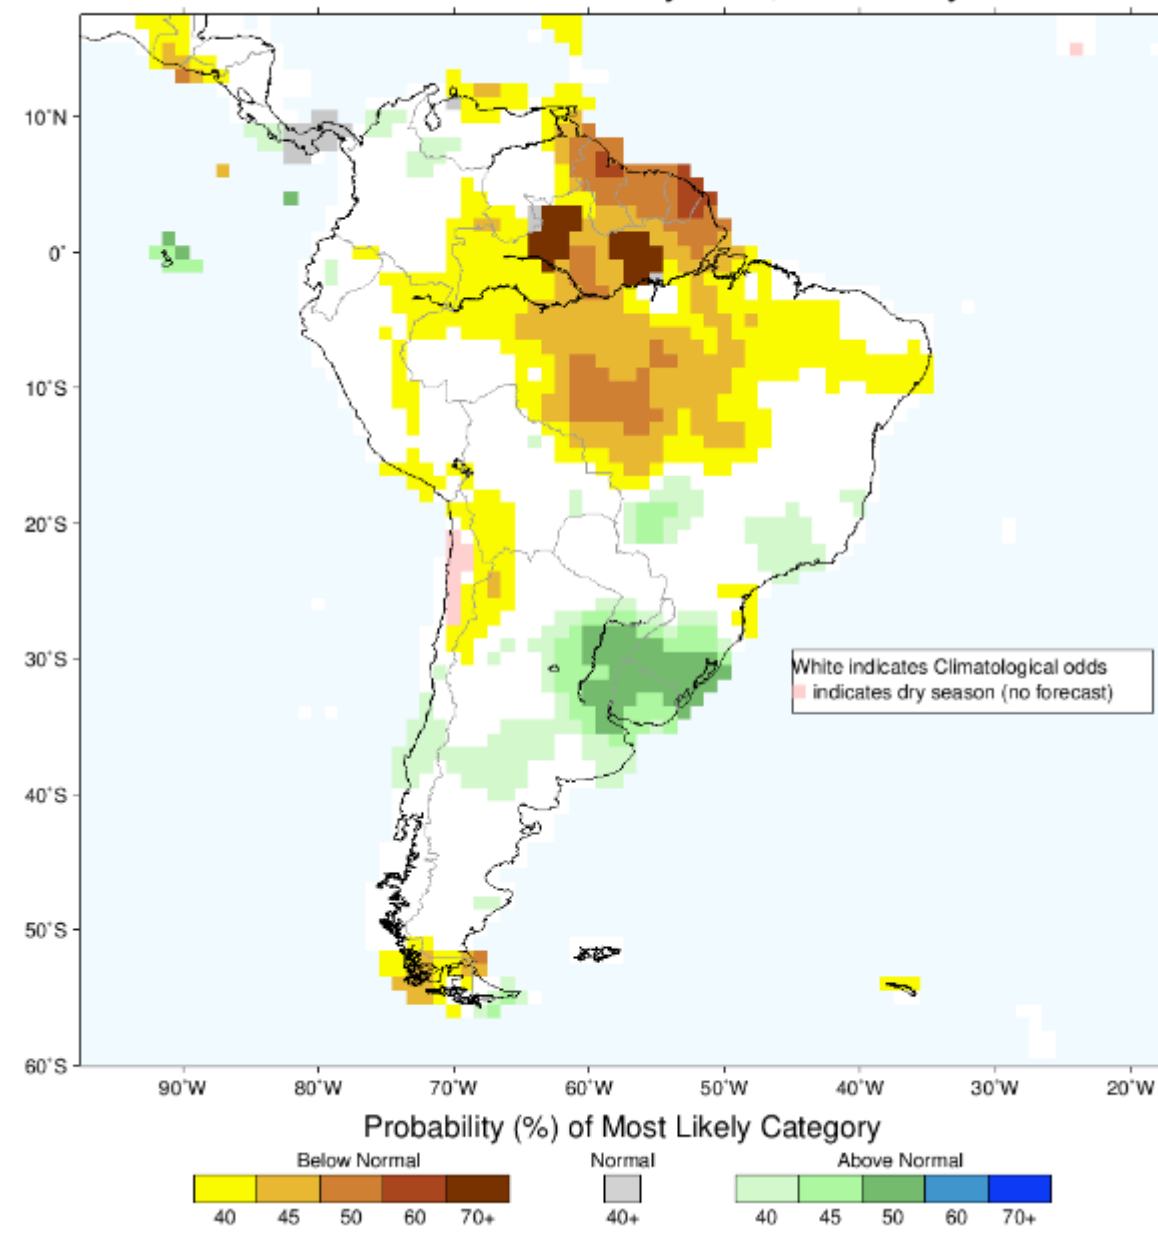 10°N
0°
10°S
20°S
30°S
40°S
50°S
60°S
White indicates Climatological odds
indicates dry season (no forecast)
90°W 80°W 70°W 60°W 50°W 40°W 30°W 20°W
Probability (%) of Most Likely Category
Below Normal Normal Above Normal
40 45 50 60 70+ 40+ 40 45 50 60 70+